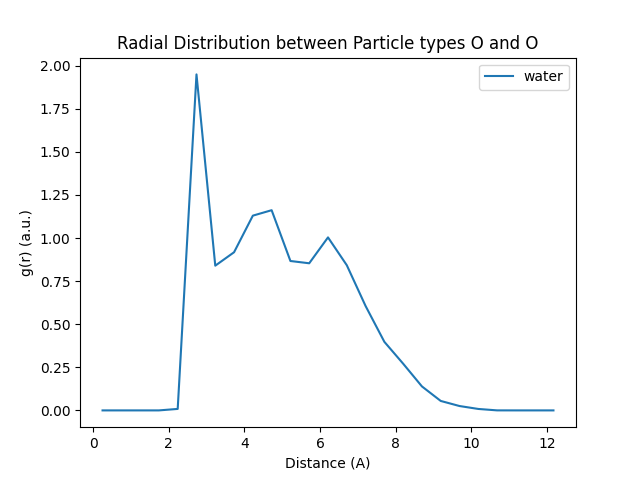 Radial Distribution between Particle types O and O
water
g(r) (a.u.)
2.00
1.75
1.50
1.25
1.00
0.75
0.50
0.25
0.00
0 2 4 6 8 10 12
Distance (A)